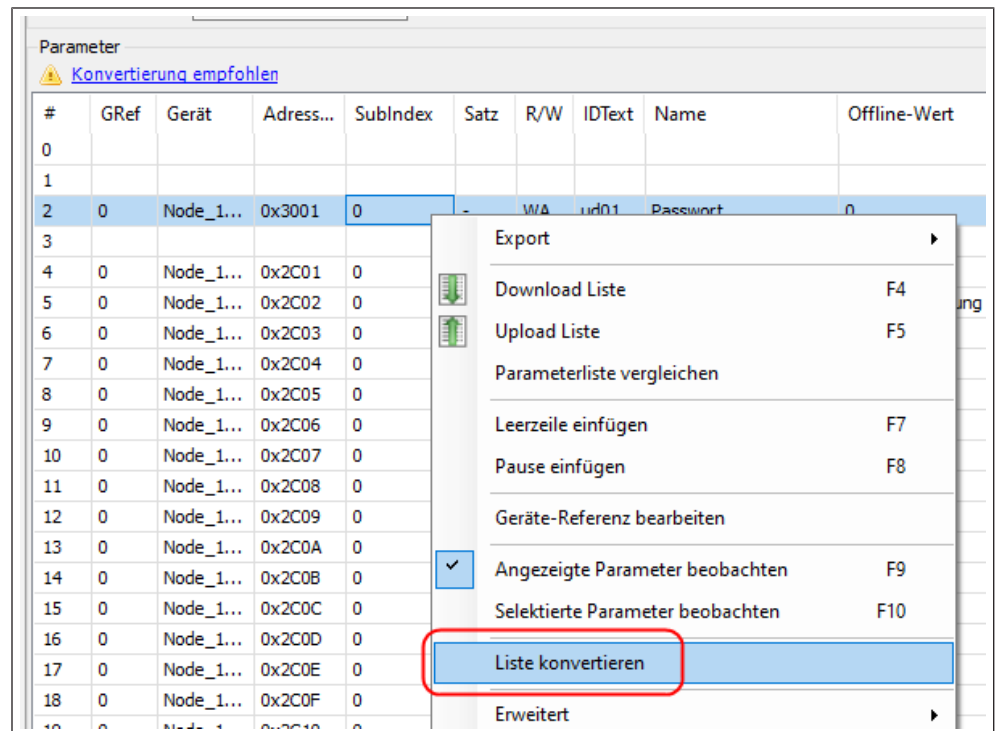 Parameter
Konvertierung empfohlen
# GRef Gerät Adress... SubIndex Satz R/W IDText Name Offline-Wert
0
1
2 0 Node_1... 0x3001 0 - WA ud01 Passwort 0
3
4 0 Node_1... 0x2C01 0
5 0 Node_1... 0x2C02 0
6 0 Node_1... 0x2C03 0
7 0 Node_1... 0x2C04 0
8 0 Node_1... 0x2C05 0
9 0 Node_1... 0x2C06 0
10 0 Node_1... 0x2C07 0
11 0 Node_1... 0x2C08 0
12 0 Node_1... 0x2C09 0
13 0 Node_1... 0x2C0A 0
14 0 Node_1... 0x2C0B 0
15 0 Node_1... 0x2C0C 0
16 0 Node_1... 0x2C0D 0
17 0 Node_1... 0x2C0E 0
18 0 Node_1... 0x2C0F 0
Export
Download Liste F4
Upload Liste F5
Parameterliste vergleichen
Leerzeile einfügen F7
Pause einfügen F8
Geräte-Referenz bearbeiten
Angezeigte Parameter beobachten F9
Selektierte Parameter beobachten F10
Liste konvertieren
Erweitert